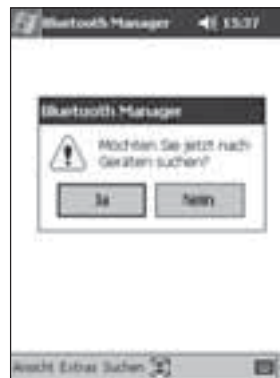 Bluetooth Manager 15:37
Bluetooth Manager
Möchten Sie jetzt nach
Geräten suchen?
Ja
Nein
Ansicht Extras Suchen